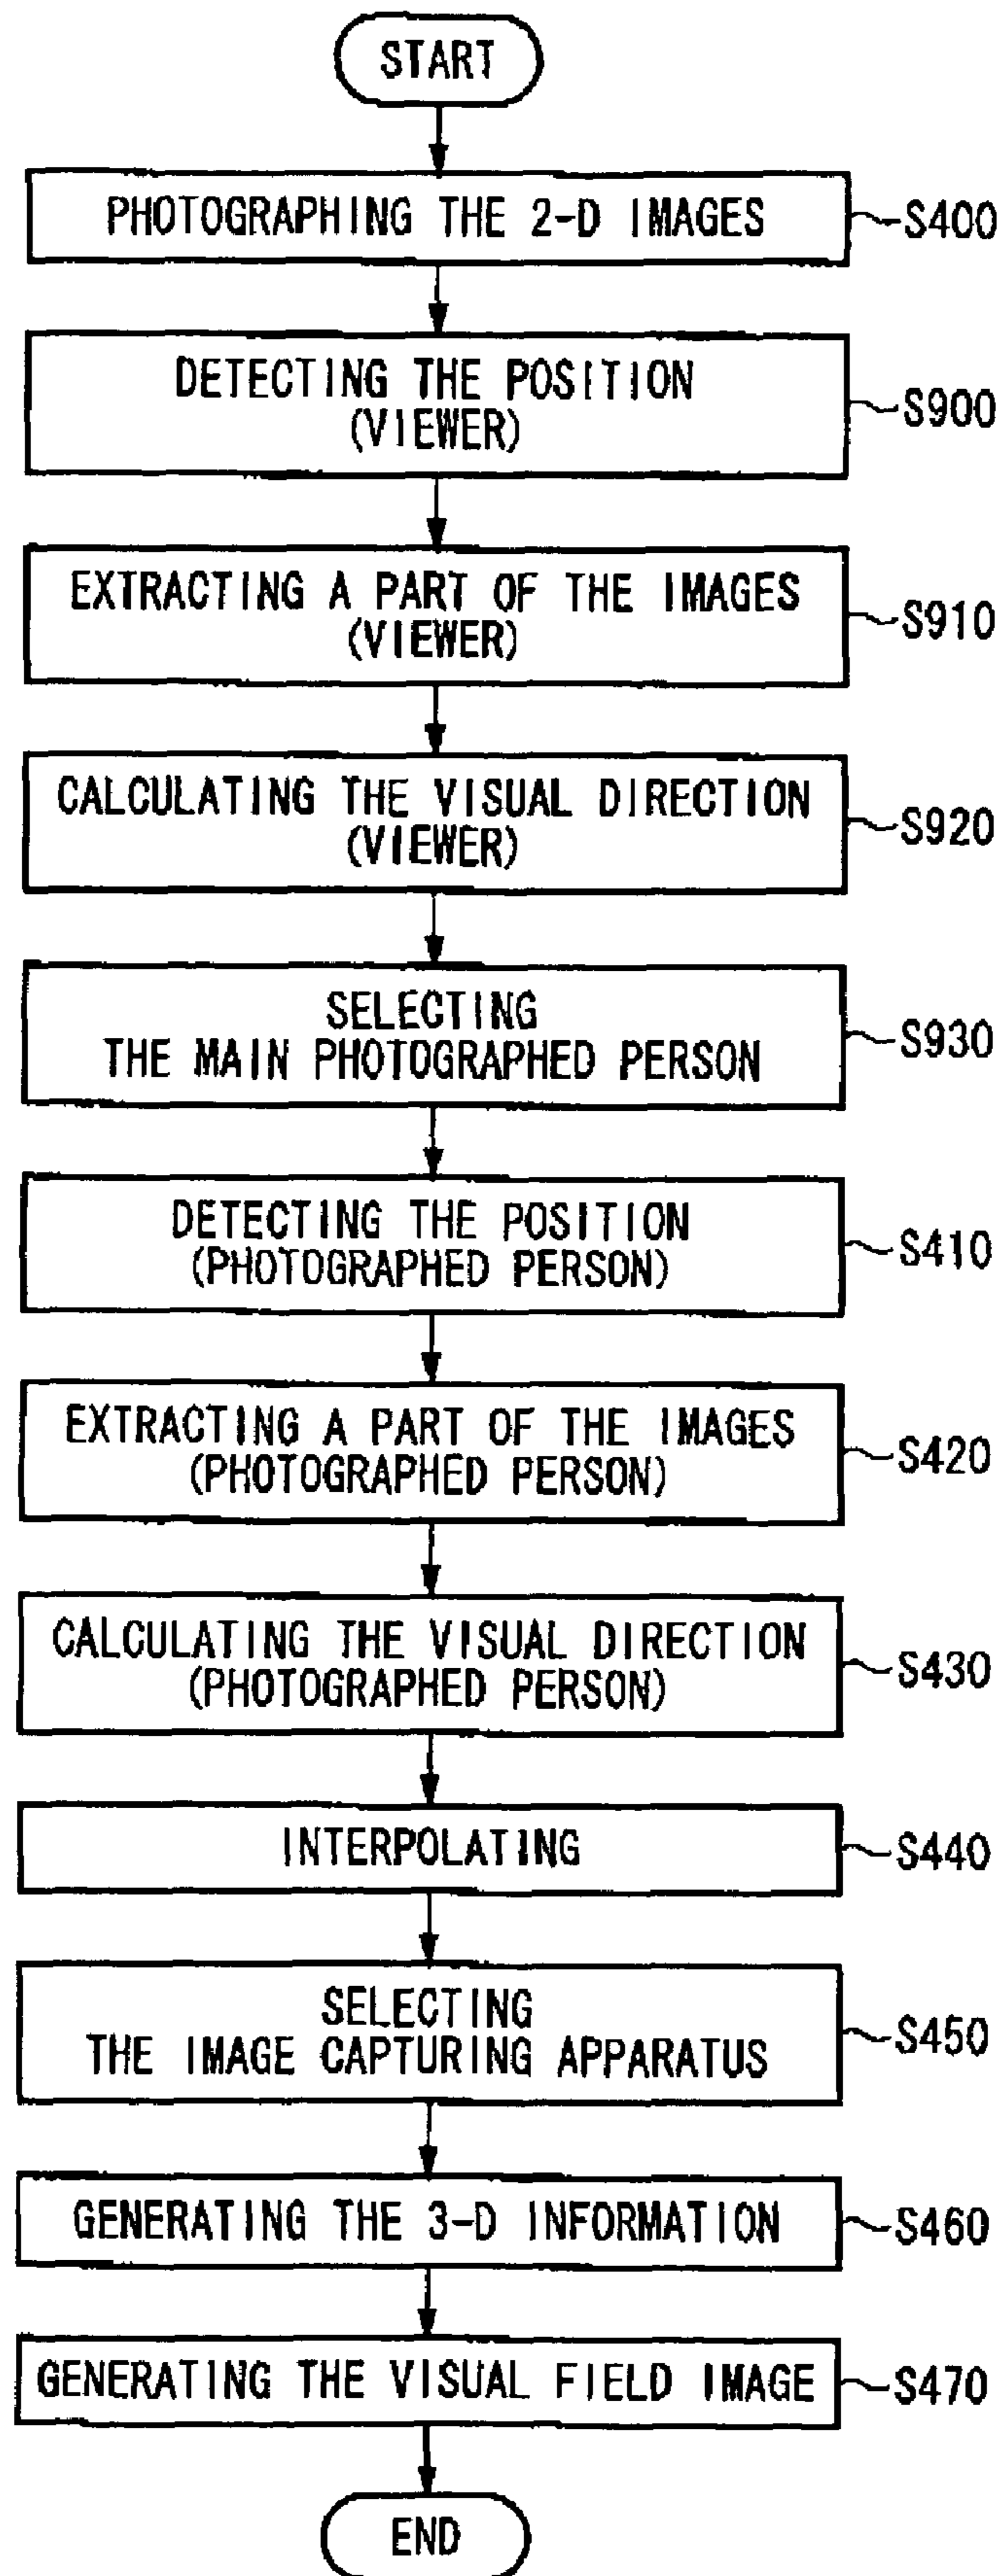 START
PHOTOGRAPHING THE 2-D IMAGES
S400
DETECTING THE POSITION
(VIEWER)
S900
EXTRACTING A PART OF THE IMAGES
(VIEWER)
S910
CALCULATING THE VISUAL DIRECTION
(VIEWER)
S920
SELECTING
THE MAIN PHOTOGRAPHED PERSON
S930
DETECTING THE POSITION
(PHOTOGRAPHED PERSON)
S410
EXTRACTING A PART OF THE IMAGES
(PHOTOGRAPHED PERSON)
S420
CALCULATING THE VISUAL DIRECTION
(PHOTOGRAPHED PERSON)
S430
INTERPOLATING
S440
SELECTING
THE IMAGE CAPTURING APPARATUS
S450
GENERATING THE 3-D INFORMATION
S460
GENERATING THE VISUAL FIELD IMAGE
S470
END